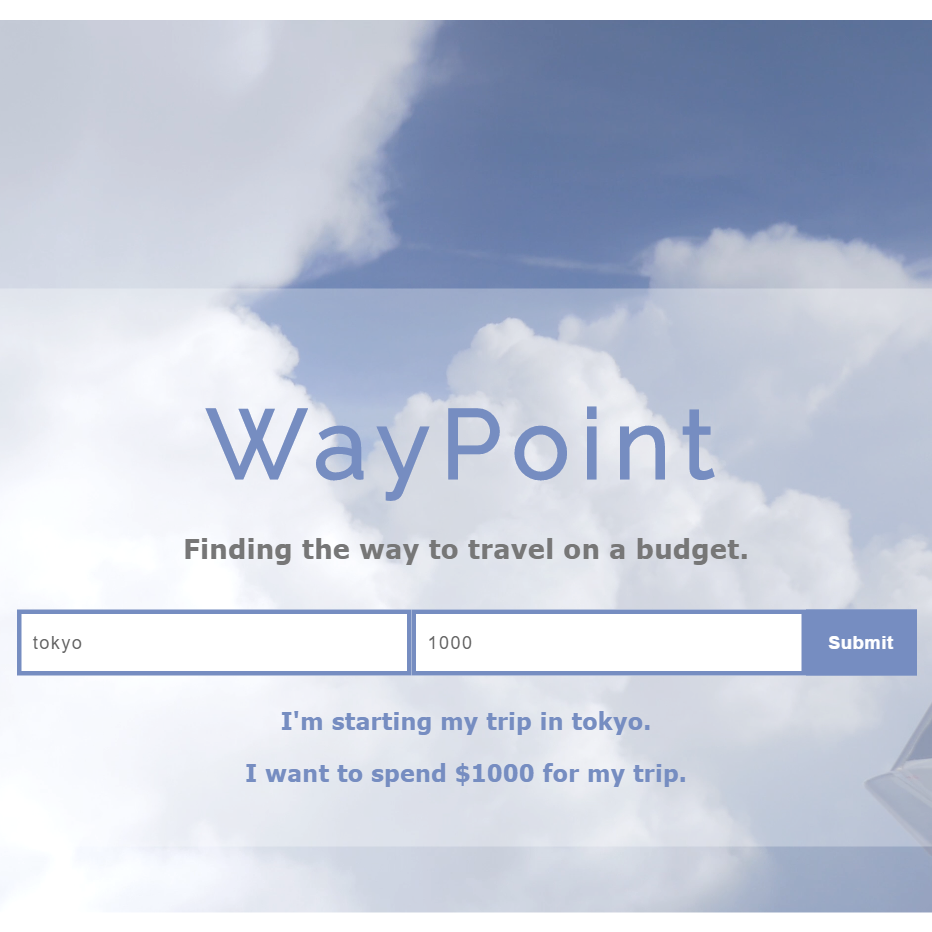 WayPoint
Finding the way to travel on a budget.
tokyo 1000 Submit
I'm starting my trip in tokyo.
I want to spend $1000 for my trip.